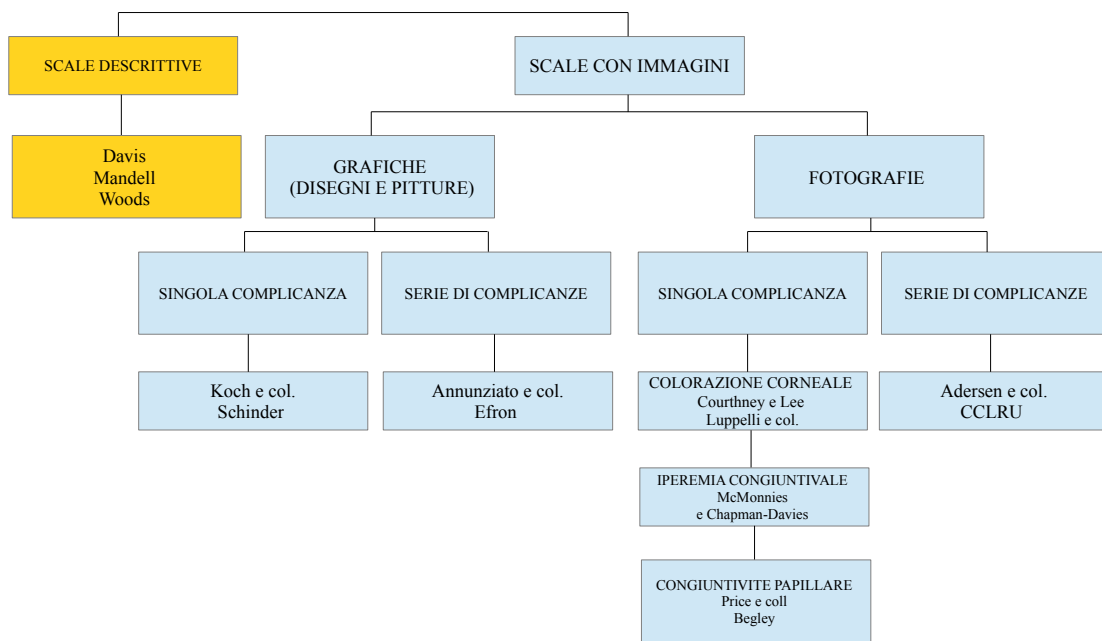 SCALE DESCRITTIVE
SCALE CON IMMAGINI
Davis
Mandell
Woods
GRAFICHE
(DISEGNI E PITTURE)
FOTOGRAFIE
SINGOLA COMPLICANZA
SERIE DI COMPLICANZE
SINGOLA COMPLICANZA
SERIE DI COMPLICANZE
Koch e col.
Schinder
Annunziato e col.
Efron
COLORAZIONE CORNEALE
Courthney e Lee
Luppelli e col.
Adersen e col.
CCLRU
IPEREMIA CONGIUNTIVALE
McMonnies
e Chapman-Davies
CONGIUNTIVITE PAPILLARE
Price e coll
Begley